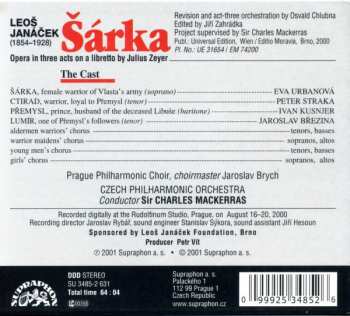 LEOŠ
JANÁČEK
(1854–1928)
Šárka
Revision and act-three orchestration by Osvald Chlubna
Edited by Jiří Zahrádka
Project supervised by Sir Charles Mackerras
Publ.: Universal Edition, Wien / Editio Moravia, Brno, 2000
Pl. No.: UE 31654 / EM 74200
Opera in three acts on a libretto by Julius Zeyer
The Cast
ŠÁRKA, female warrior of Vlasta's army (soprano) EVA URBANOVÁ
CTIRAD, warrior, loyal to Přemysl (tenor) PETER STRAKA
PŘEMYSL, prince, husband of the deceased Libuše (baritone) IVAN KUSNJER
LUMÍR, one of Přemysl's followers (tenor) JAROSLAV BŘEZINA
aldermen warriors' chorus tenors, basses
warrior maidens' chorus sopranos, altos
young men's chorus tenors, basses
girls' chorus sopranos, altos
Prague Philharmonic Choir, choirmaster Jaroslav Brych
CZECH PHILHARMONIC ORCHESTRA
Conductor Sir CHARLES MACKERRAS
Recorded digitally at the Rudolfinum Studio, Prague, on August 16–20, 2000
Recording director Jaroslav Rybář, sound engineer Stanislav Sýkora, sound assistant Jiří Hesoun
Sponsored by Leoš Janáček Foundation, Brno
Producer Petr Vít
℗ 2001 Supraphon a. s. © 2001 Supraphon a. s.
SUPRAPHON
DDD STEREO
SU 3485-2 631
Total time 64 : 04
Supraphon a. s.
Palackého 1
112 99 Praha 1
Czech Republic
www.supraphon.cz
0 99925 34852 6